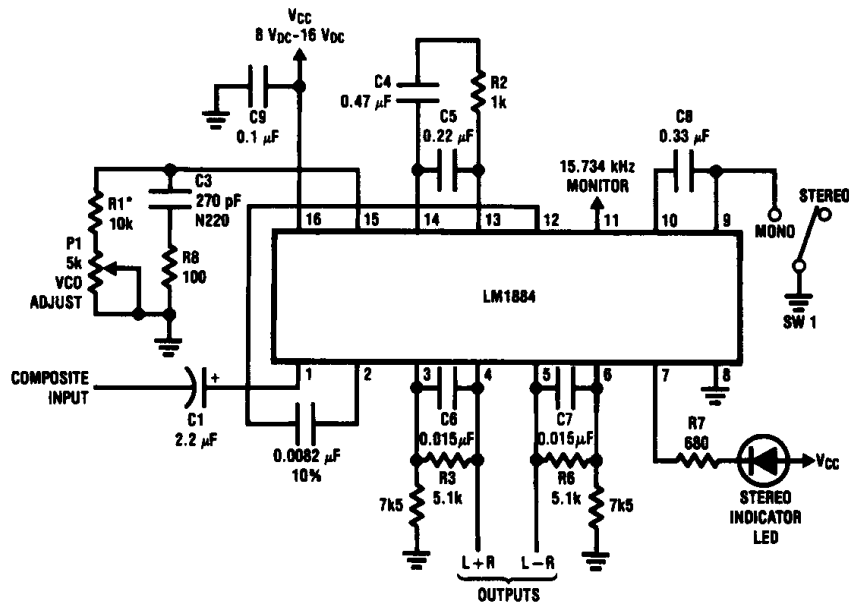 VCC
8 VDC-16 VDC
C9
0.1 μF
C4
0.47 μF
R2
1k
C5
0.22 μF
15.734 kHz
MONITOR
C8
0.33 μF
STEREO
MONO
SW 1
R1*
10k
C3
270 pF
N220
P1
5k
VCO
ADJUST
R8
100
16 15 14 13 12 11 10 9
LM1884
1 2 3 4 5 6 7 8
COMPOSITE
INPUT
+
C1
2.2 μF
0.0082 μF
10%
C6
0.015μF
R3
5.1k
7k5
C7
0.015μF
R6
5.1k
7k5
R7
680
VCC
STEREO
INDICATOR
LED
L+R L−R
OUTPUTS